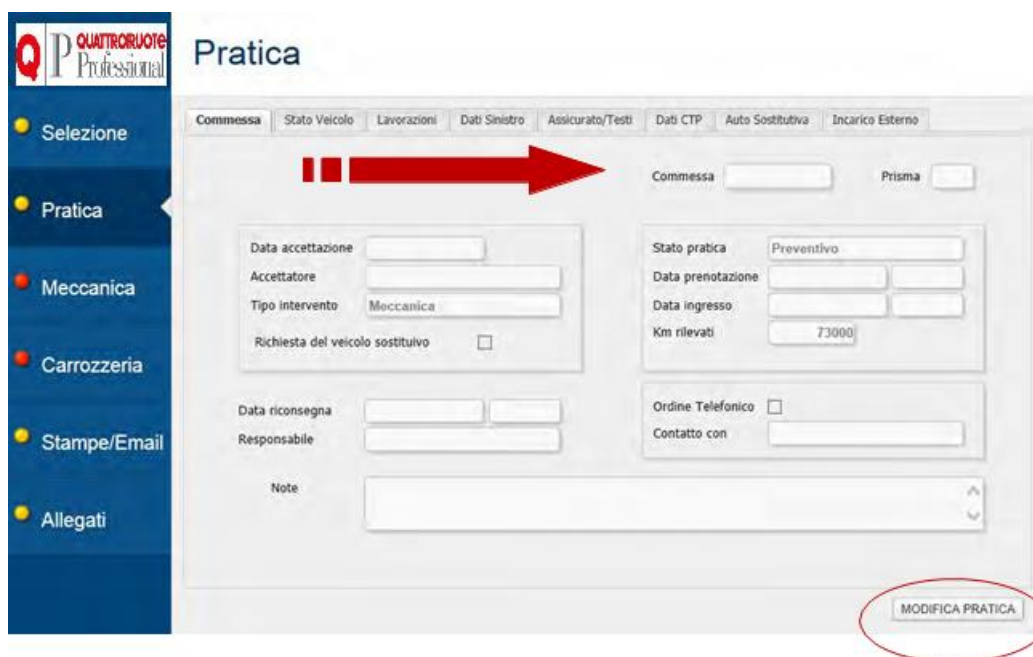 QUATTRORUOTE
QP Professional
Pratica
Selezione
Pratica
Meccanica
Carrozzeria
Stampe/Email
Allegati
Commessa Stato Veicolo Lavorazioni Dati Sinistro Assicurato/Testi Dati CTP Auto Sostitutiva Incarico Esterno
Commessa Prisma
Data accettazione
Accettatore
Tipo intervento Meccanica
Richiesta del veicolo sostituivo
Stato pratica Preventivo
Data prenotazione
Data ingresso
Km rilevati 73000
Data riconsegna
Responsabile
Ordine Telefonico
Contatto con
Note
MODIFICA PRATICA